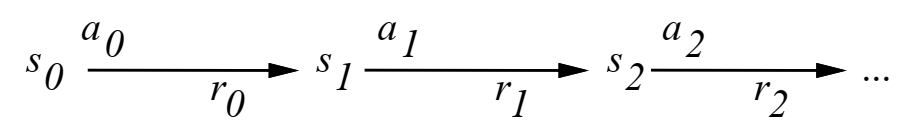 a₀ a₁ a₂
s₀ s₁ s₂ ...
r₀ r₁ r₂